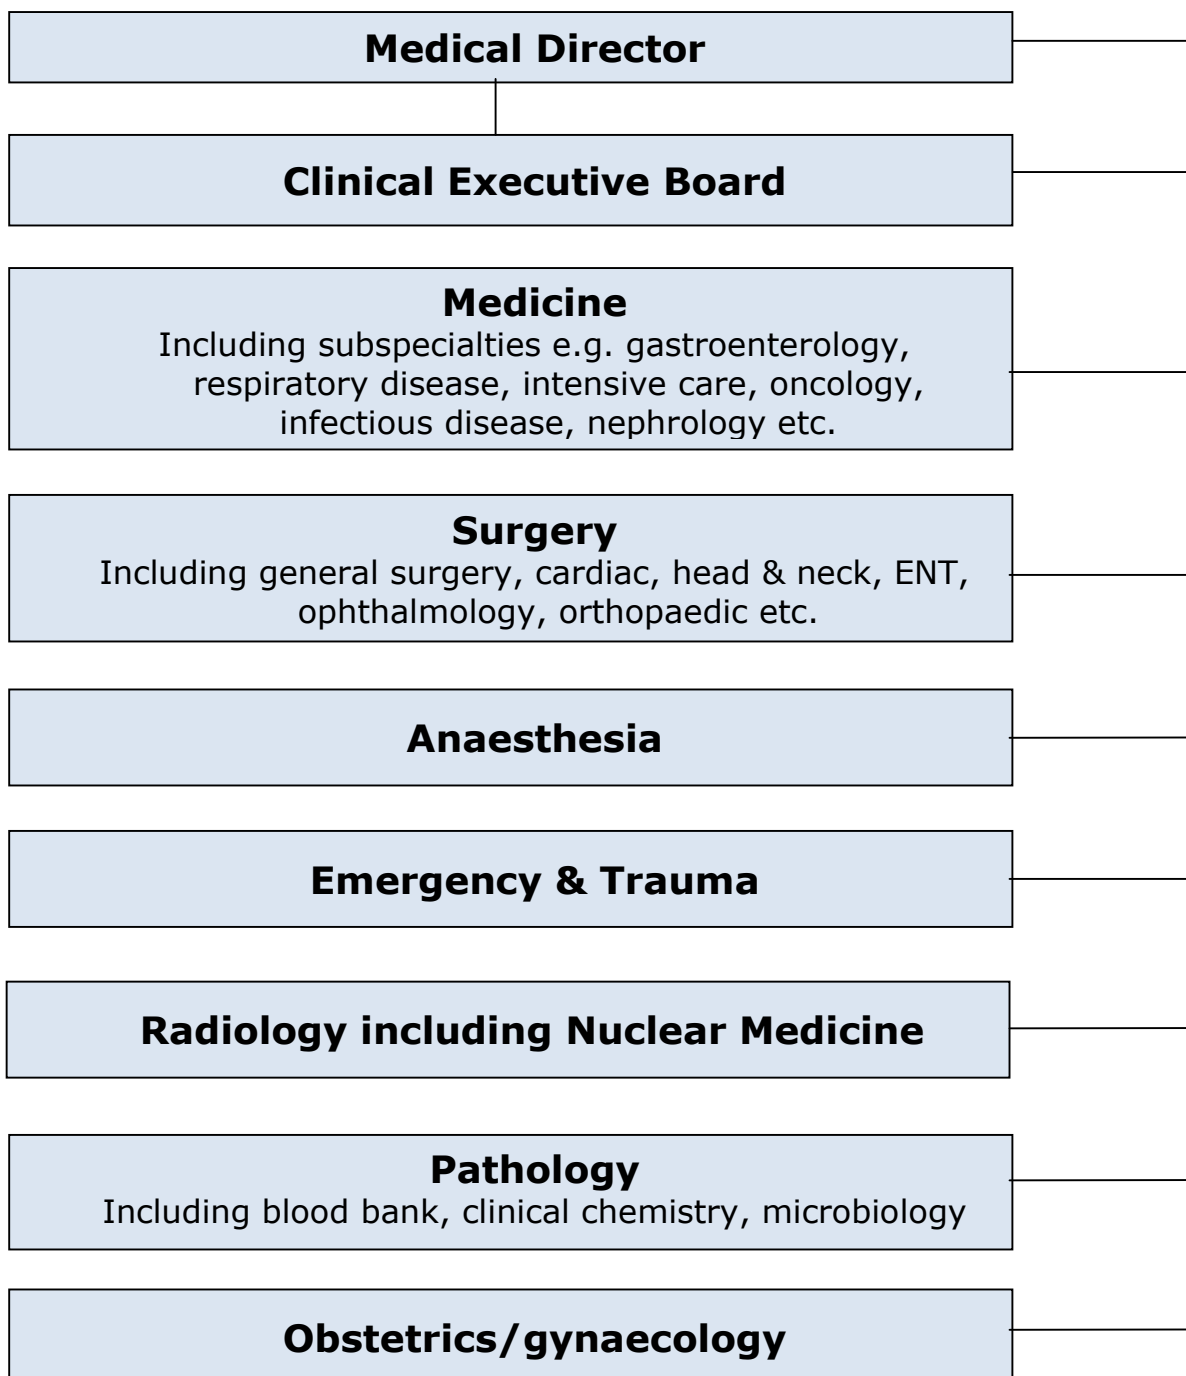 Medical Director
Clinical Executive Board
Medicine
Including subspecialties e.g. gastroenterology,
respiratory disease, intensive care, oncology,
infectious disease, nephrology etc.
Surgery
Including general surgery, cardiac, head & neck, ENT,
ophthalmology, orthopaedic etc.
Anaesthesia
Emergency & Trauma
Radiology including Nuclear Medicine
Pathology
Including blood bank, clinical chemistry, microbiology
Obstetrics/gynaecology